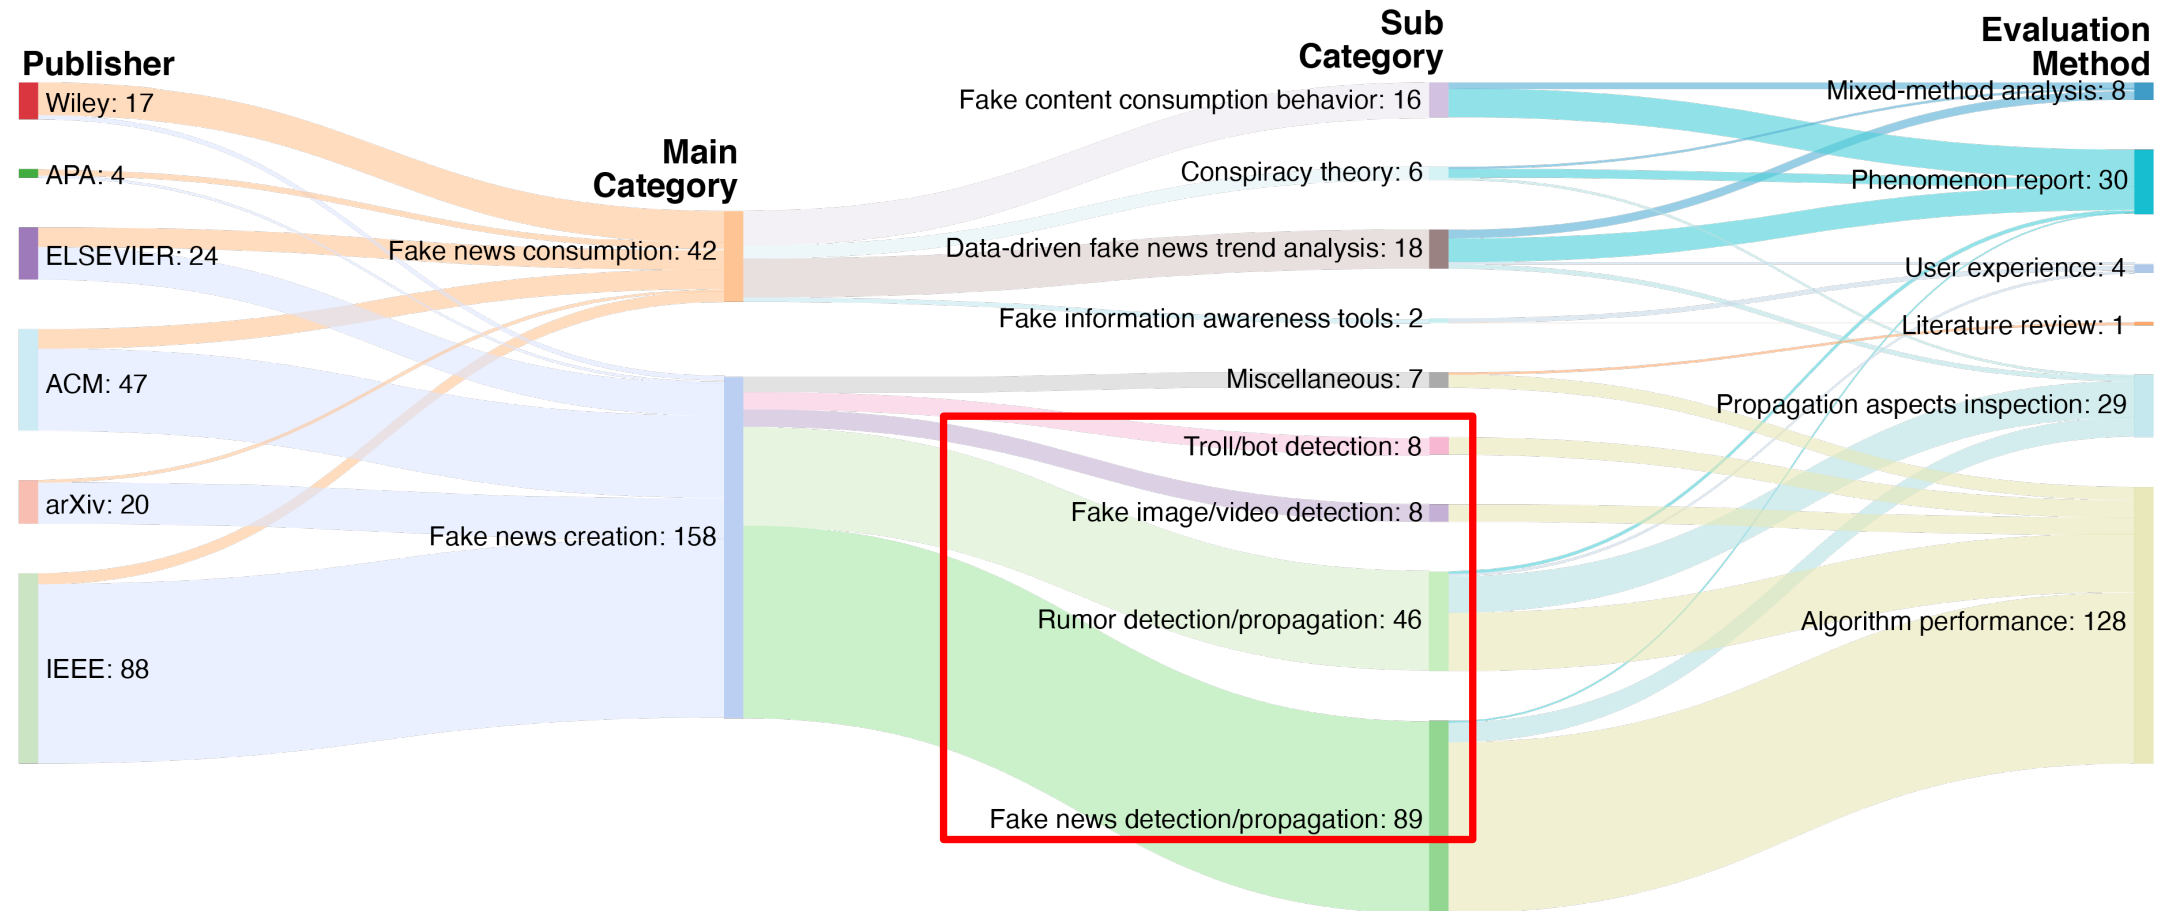 Publisher
Wiley: 17
APA: 4
ELSEVIER: 24
ACM: 47
arXiv: 20
IEEE: 88
Main
Category
Fake news consumption: 42
Fake news creation: 158
Sub
Category
Fake content consumption behavior: 16
Conspiracy theory: 6
Data-driven fake news trend analysis: 18
Fake information awareness tools: 2
Miscellaneous: 7
Troll/bot detection: 8
Fake image/video detection: 8
Rumor detection/propagation: 46
Fake news detection/propagation: 89
Evaluation
Method
Mixed-method analysis: 8
Phenomenon report: 30
User experience: 4
Literature review: 1
Propagation aspects inspection: 29
Algorithm performance: 128